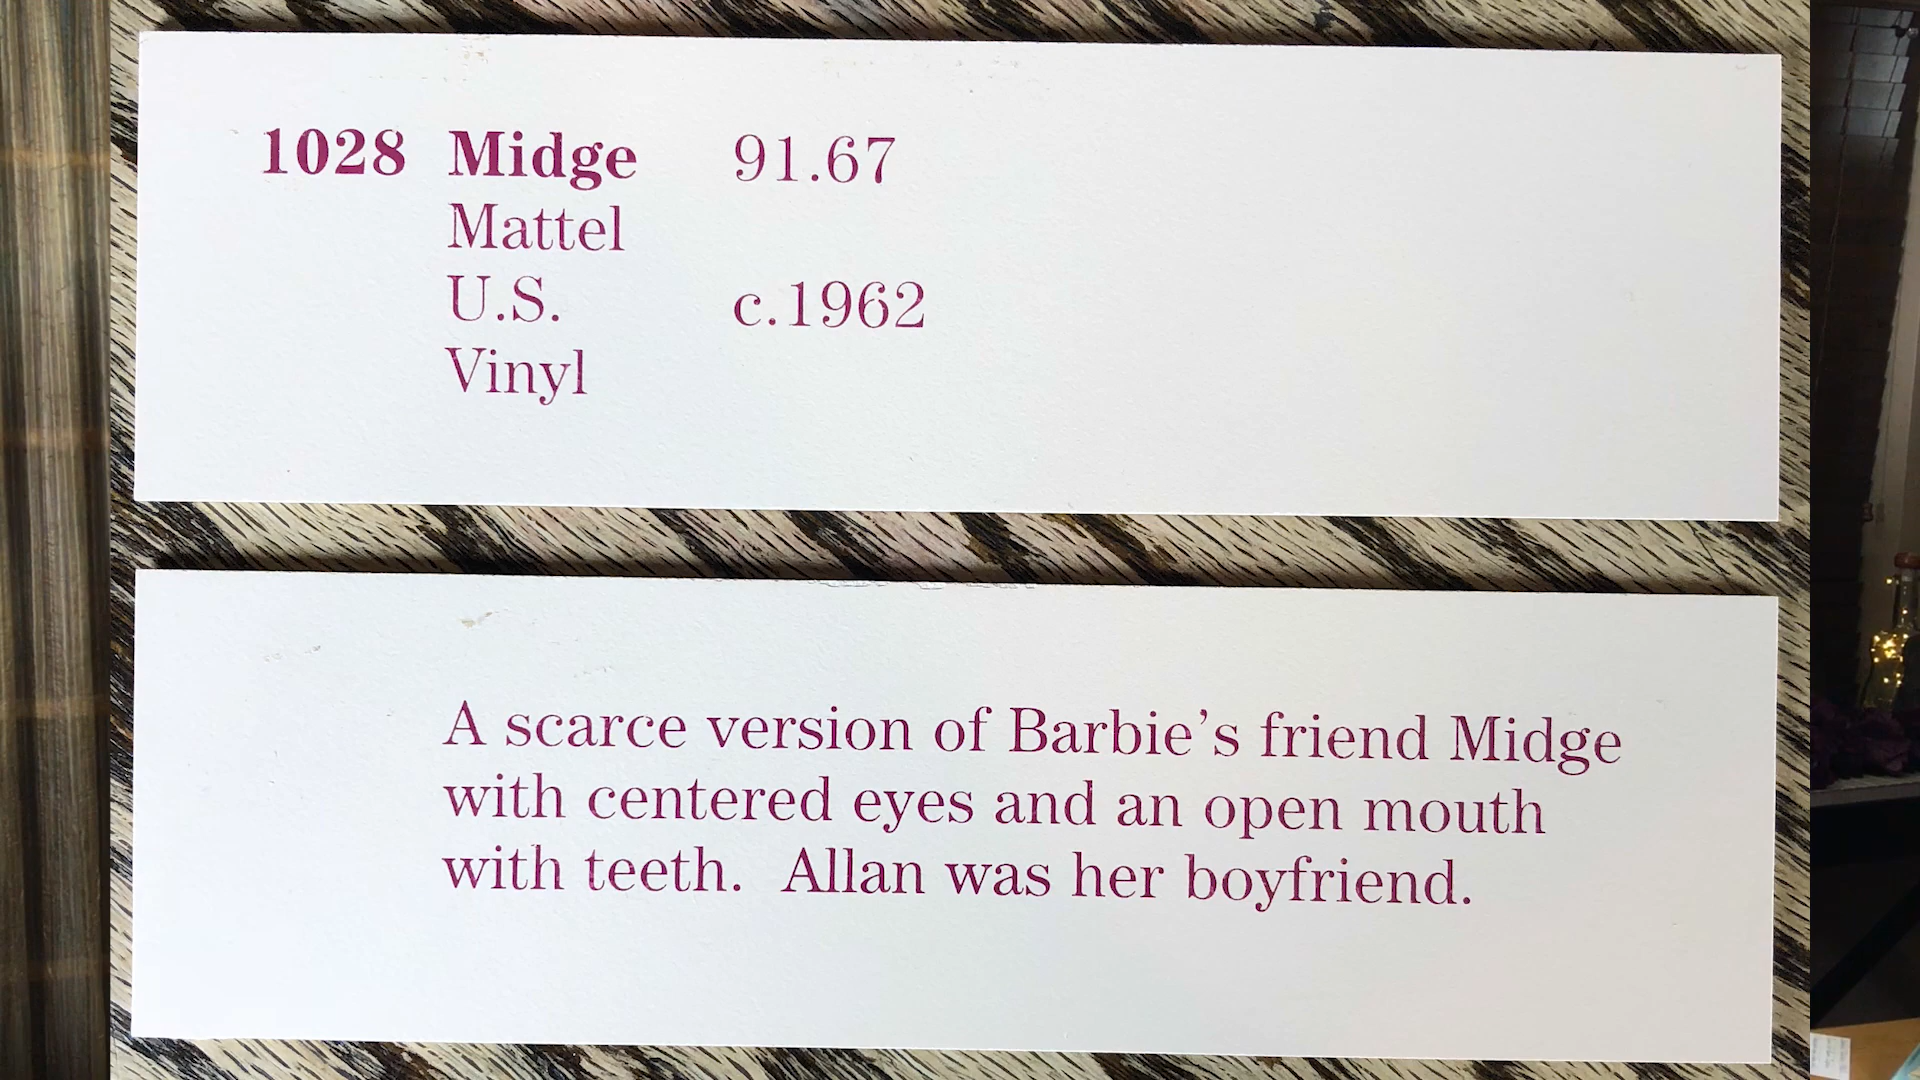 1028 Midge 91.67
Mattel
U.S. c.1962
Vinyl
A scarce version of Barbie's friend Midge
with centered eyes and an open mouth
with teeth.  Allan was her boyfriend.